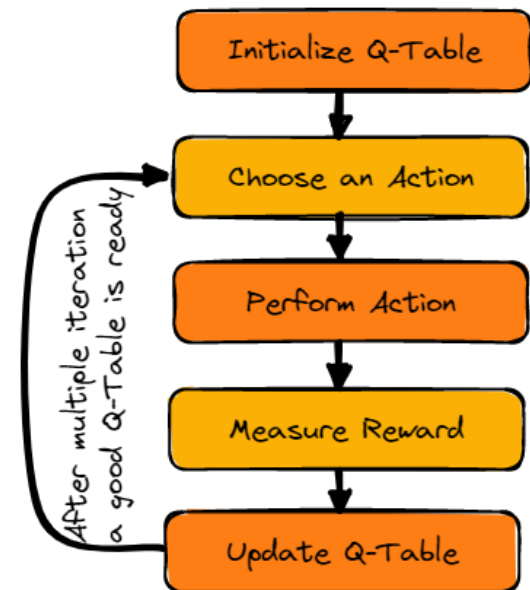 Initialize Q-Table
Choose an Action
Perform Action
Measure Reward
Update Q-Table
After multiple iteration
a good Q-Table is ready